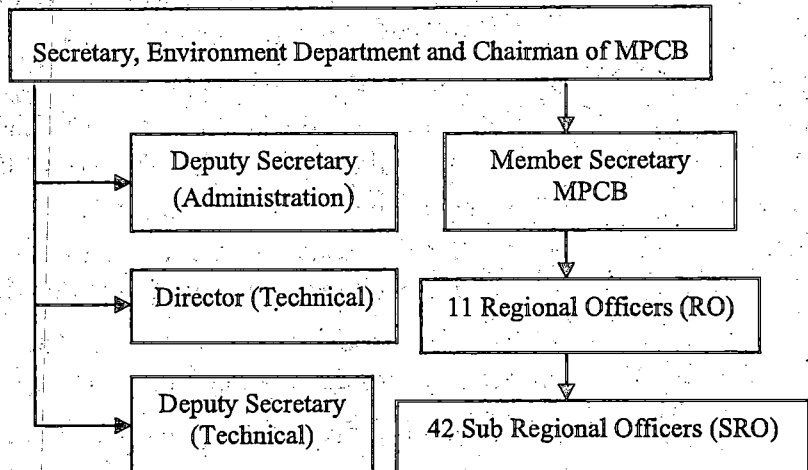 Secretary, Environment Department and Chairman of MPCB
Deputy Secretary
(Administration)
Member Secretary
MPCB
Director (Technical)
11 Regional Officers (RO)
Deputy Secretary
(Technical)
42 Sub Regional Officers (SRO)